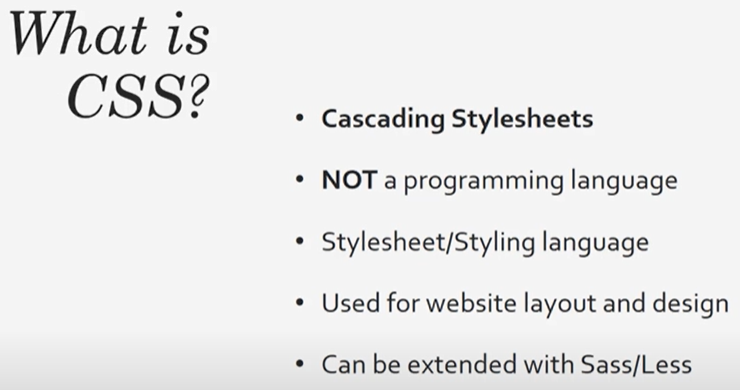 What is
CSS?
• Cascading Stylesheets
• NOT a programming language
• Stylesheet/Styling language
• Used for website layout and design
• Can be extended with Sass/Less